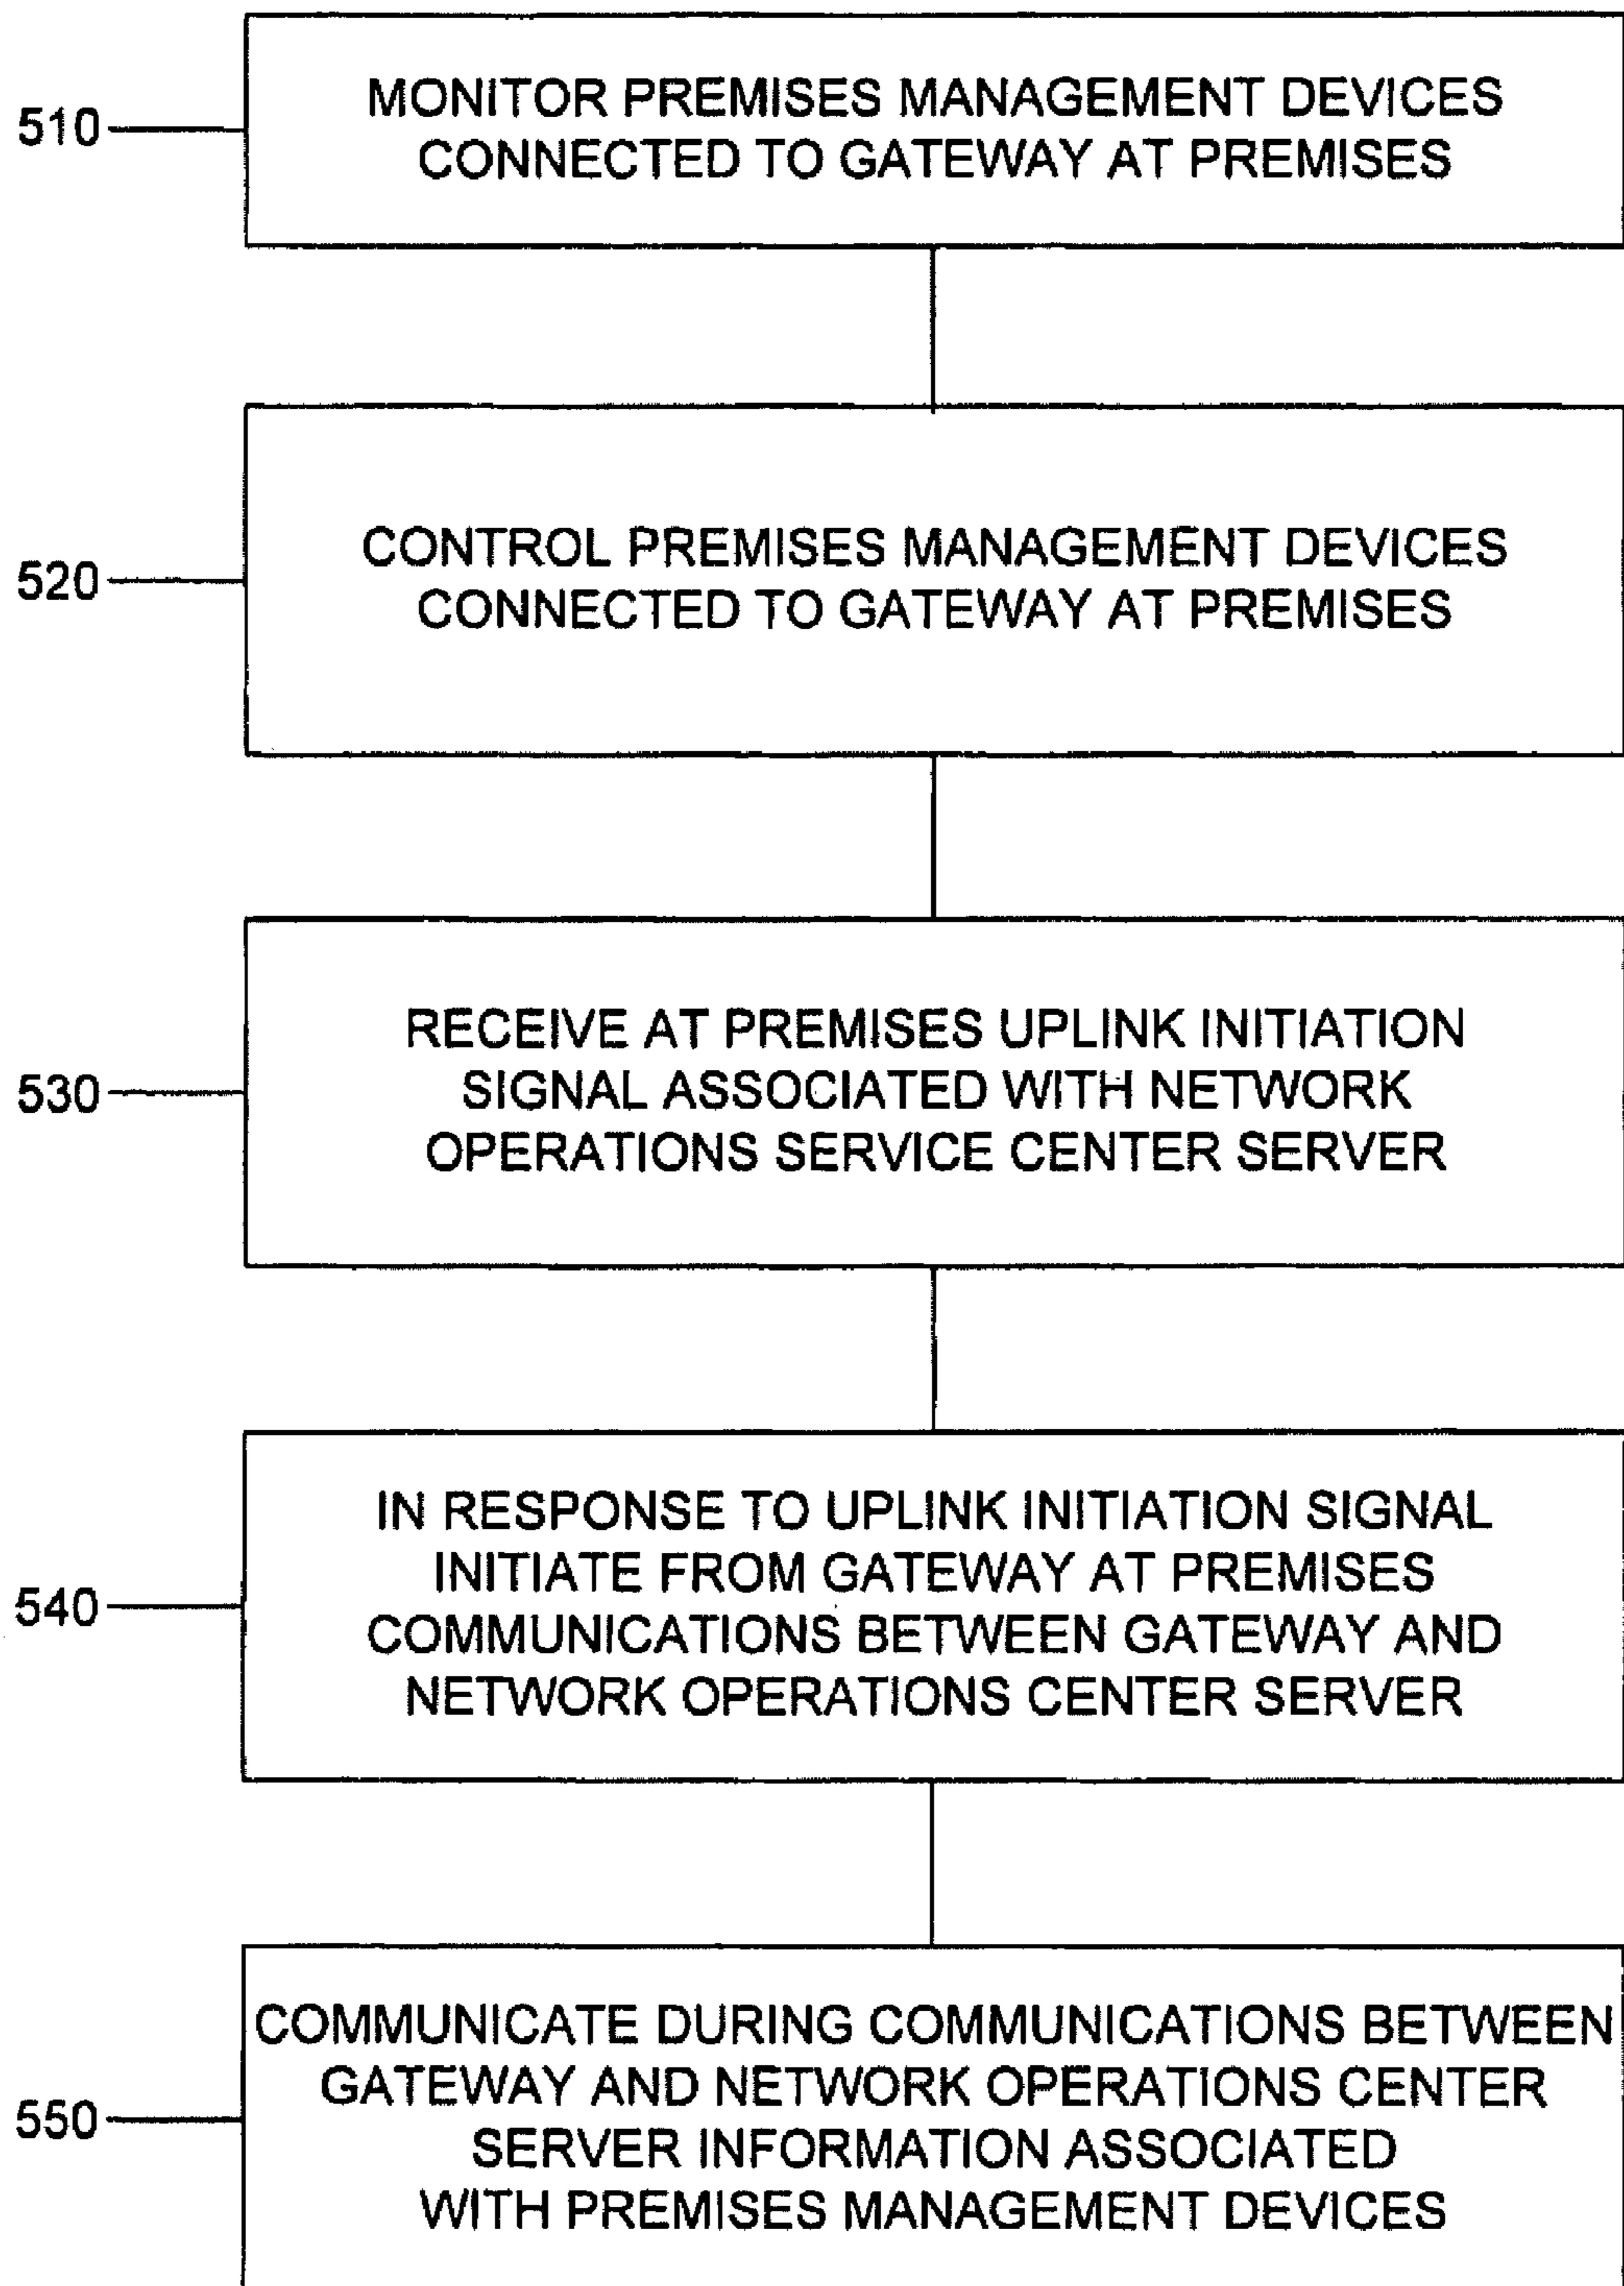 510
MONITOR PREMISES MANAGEMENT DEVICES
CONNECTED TO GATEWAY AT PREMISES
520
CONTROL PREMISES MANAGEMENT DEVICES
CONNECTED TO GATEWAY AT PREMISES
530
RECEIVE AT PREMISES UPLINK INITIATION
SIGNAL ASSOCIATED WITH NETWORK
OPERATIONS SERVICE CENTER SERVER
540
IN RESPONSE TO UPLINK INITIATION SIGNAL
INITIATE FROM GATEWAY AT PREMISES
COMMUNICATIONS BETWEEN GATEWAY AND
NETWORK OPERATIONS CENTER SERVER
550
COMMUNICATE DURING COMMUNICATIONS BETWEEN
GATEWAY AND NETWORK OPERATIONS CENTER
SERVER INFORMATION ASSOCIATED
WITH PREMISES MANAGEMENT DEVICES